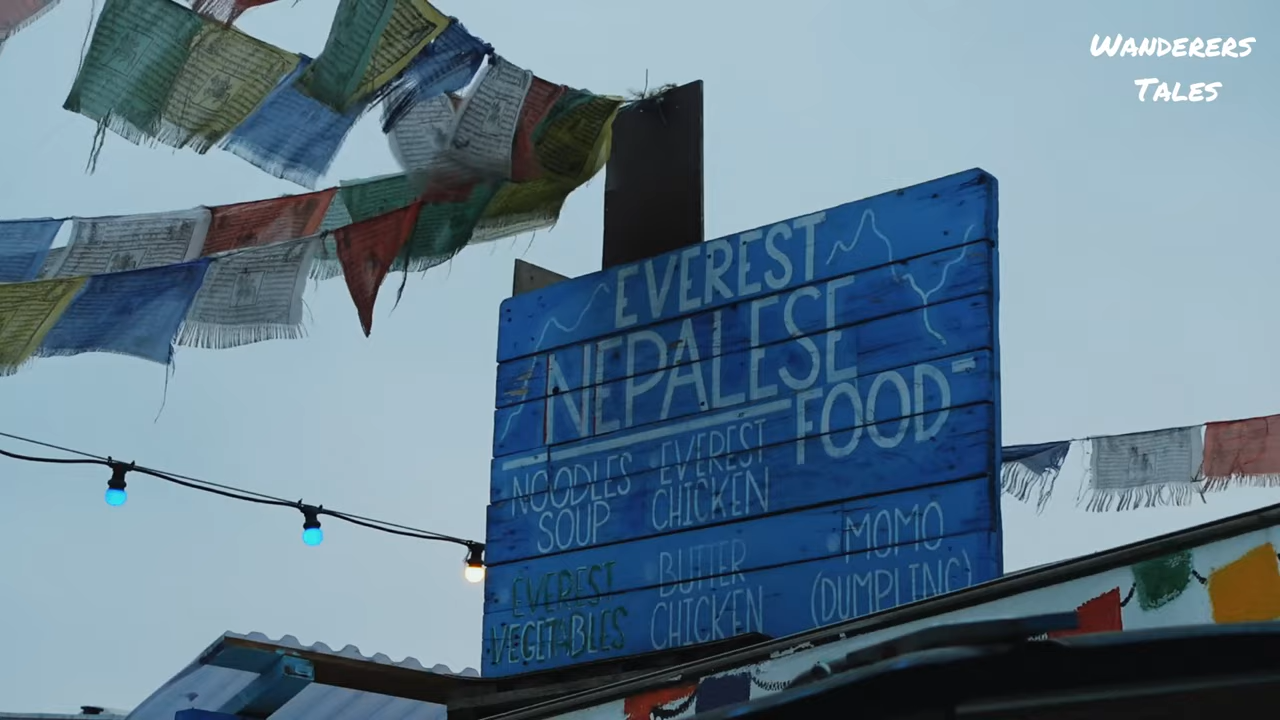 WANDERERS
TALES
EVEREST
NEPALESE
FOOD
NOODLES
SOUP
EVEREST
CHICKEN
EVEREST
VEGETABLES
BUTTER
CHICKEN
MOMO
(DUMPLING)